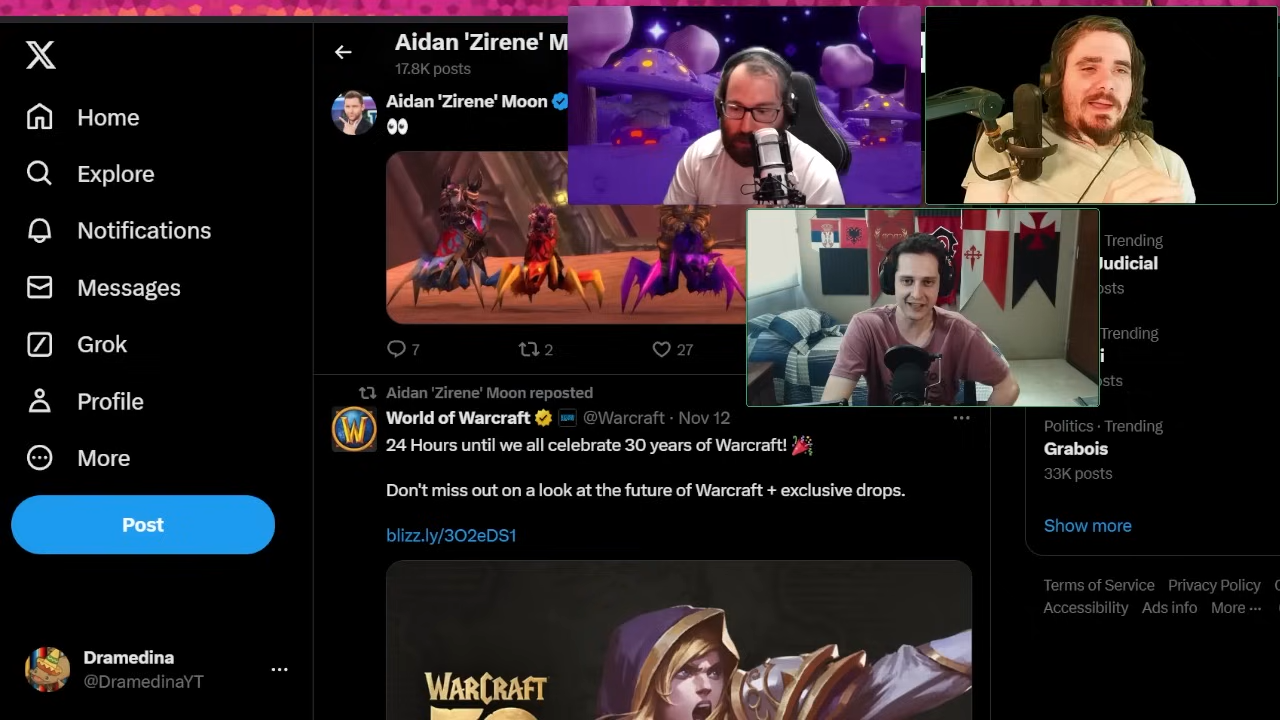 Home
Explore
Notifications
Messages
Grok
Profile
More
Post
Dramedina
@DramedinaYT
Aidan 'Zirene' M
17.8K posts
Aidan 'Zirene' Moon
7
2
27
Aidan 'Zirene' Moon reposted
World of Warcraft @Warcraft · Nov 12
24 Hours until we all celebrate 30 years of Warcraft!
Don't miss out on a look at the future of Warcraft + exclusive drops.
blizz.ly/3O2eDS1
WARCRAFT
Trending
Judicial
osts
Trending
i
sts
Politics · Trending
Grabois
33K posts
Show more
Terms of Service Privacy Policy
Accessibility Ads info More ...